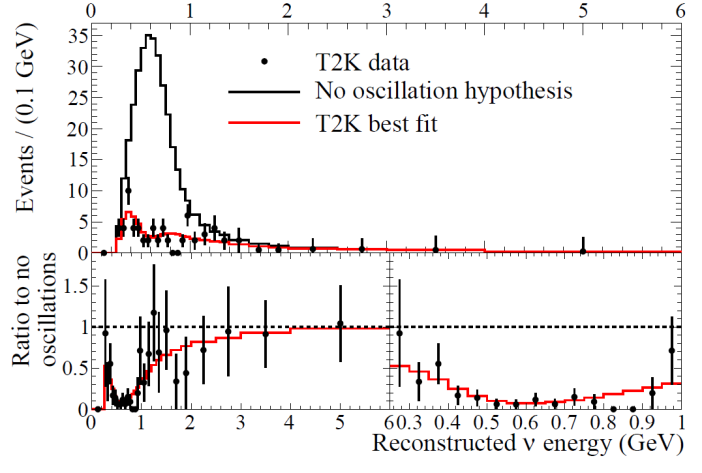 0 1 2 3 4 5 6
Events / (0.1 GeV)
35
30
25
20
15
10
5
0
T2K data
No oscillation hypothesis
T2K best fit
Ratio to no
oscillations
1.5
1
0.5
0
0 1 2 3 4 5 6 0.3 0.4 0.5 0.6 0.7 0.8 0.9 1
Reconstructed ν energy (GeV)